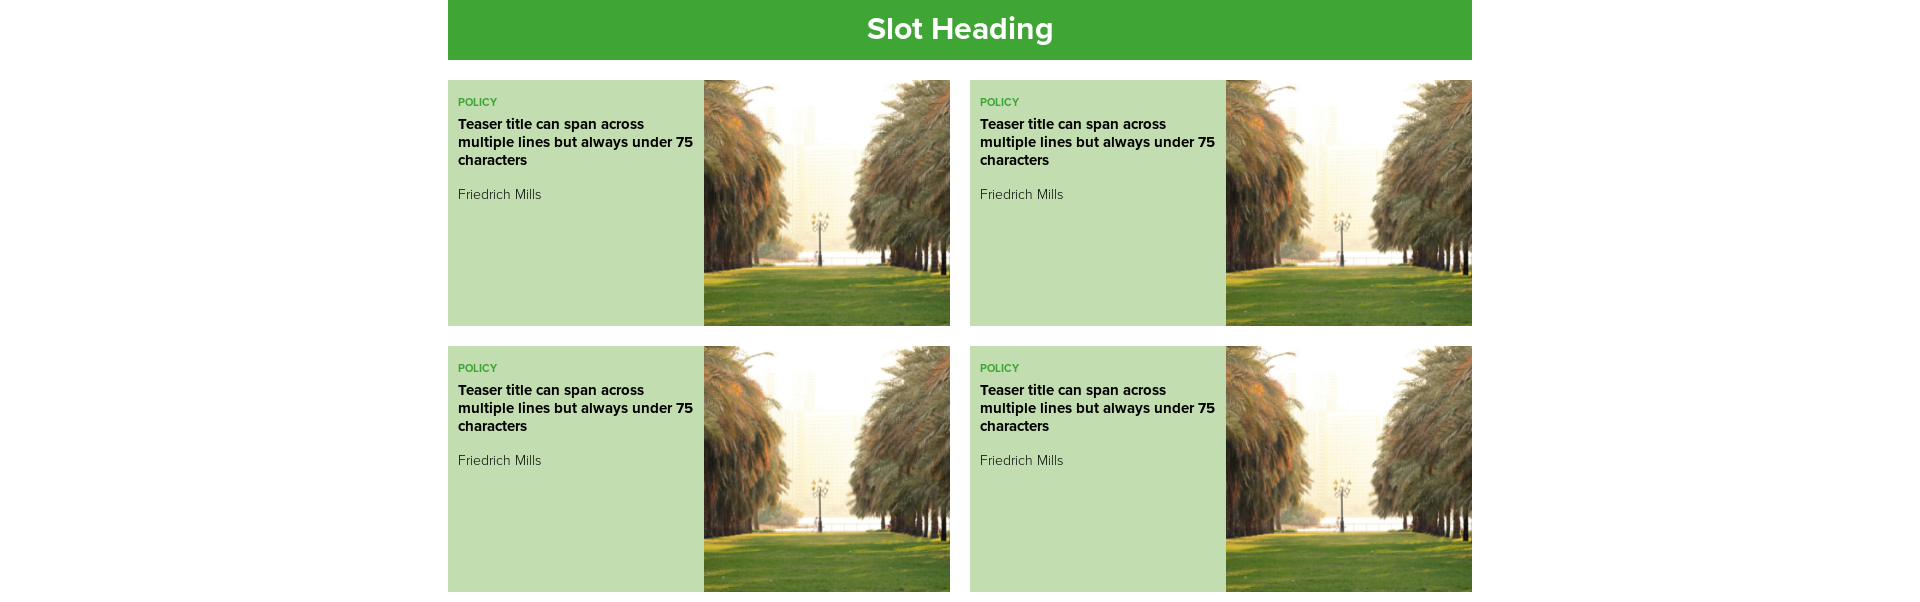 Slot Heading
POLICY
Teaser title can span across
multiple lines but always under 75
characters
Friedrich Mills
POLICY
Teaser title can span across
multiple lines but always under 75
characters
Friedrich Mills
POLICY
Teaser title can span across
multiple lines but always under 75
characters
Friedrich Mills
POLICY
Teaser title can span across
multiple lines but always under 75
characters
Friedrich Mills